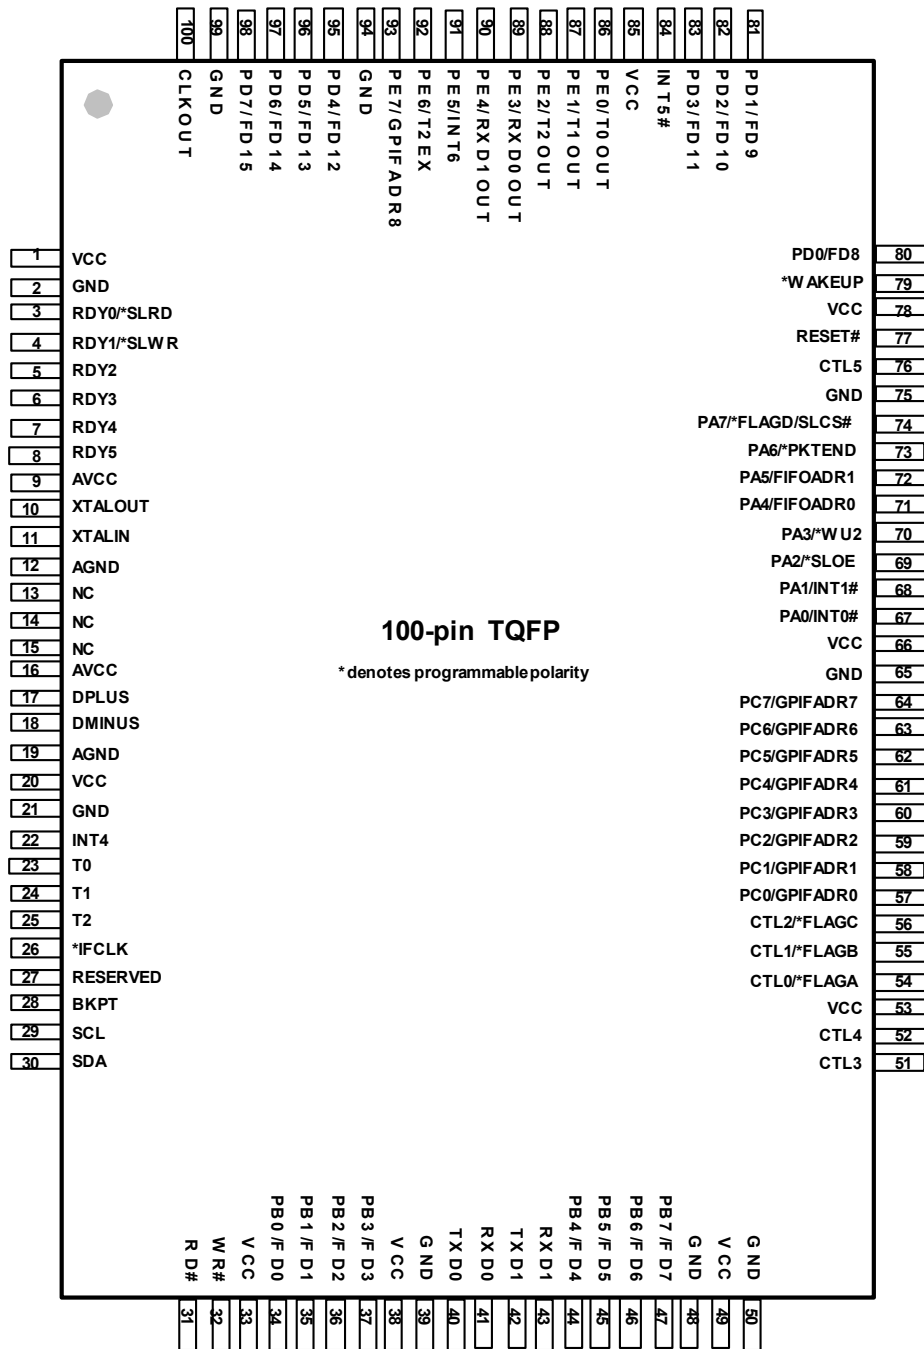 100 99 98 97 96 95 94 93 92 91 90 89 88 87 86 85 84 83 82 81
CLKOUT
GND
PD7/FD15
PD6/FD14
PD5/FD13
PD4/FD12
GND
PE7/GPIFADR8
PE6/T2EX
PE5/INT6
PE4/RXD1OUT
PE3/RXD0OUT
PE2/T2OUT
PE1/T1OUT
PE0/T0OUT
VCC
INT5#
PD3/FD11
PD2/FD10
PD1/FD9
1 VCC
2 GND
3 RDY0/*SLRD
4 RDY1/*SLWR
5 RDY2
6 RDY3
7 RDY4
8 RDY5
9 AVCC
10 XTALOUT
11 XTALIN
12 AGND
13 NC
14 NC
15 NC
16 AVCC
17 DPLUS
18 DMINUS
19 AGND
20 VCC
21 GND
22 INT4
23 T0
24 T1
25 T2
26 *IFCLK
27 RESERVED
28 BKPT
29 SCL
30 SDA
100-pin TQFP
* denotes programmable polarity
PD0/FD8 80
*WAKEUP 79
VCC 78
RESET# 77
CTL5 76
GND 75
PA7/*FLAGD/SLCS# 74
PA6/*PKTEND 73
PA5/FIFOADR1 72
PA4/FIFOADR0 71
PA3/*WU2 70
PA2/*SLOE 69
PA1/INT1# 68
PA0/INT0# 67
VCC 66
GND 65
PC7/GPIFADR7 64
PC6/GPIFADR6 63
PC5/GPIFADR5 62
PC4/GPIFADR4 61
PC3/GPIFADR3 60
PC2/GPIFADR2 59
PC1/GPIFADR1 58
PC0/GPIFADR0 57
CTL2/*FLAGC 56
CTL1/*FLAGB 55
CTL0/*FLAGA 54
VCC 53
CTL4 52
CTL3 51
RD#
WR#
VCC
PB0/FD0
PB1/FD1
PB2/FD2
PB3/FD3
VCC
GND
TXD0
RXD0
TXD1
RXD1
PB4/FD4
PB5/FD5
PB6/FD6
PB7/FD7
GND
VCC
GND
31 32 33 34 35 36 37 38 39 40 41 42 43 44 45 46 47 48 49 50